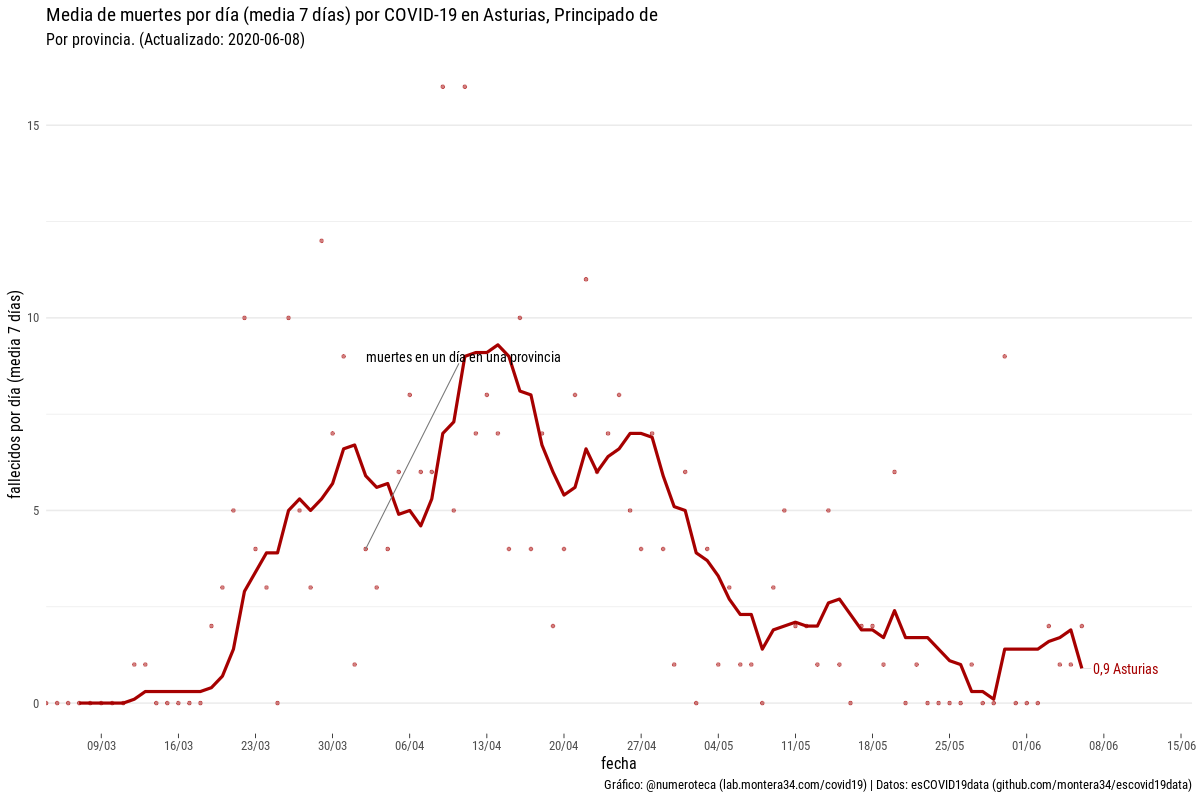 Media de muertes por día (media 7 días) por COVID-19 en Asturias, Principado de
Por provincia. (Actualizado: 2020-06-08)
fallecidos por día (media 7 días)
15
10
5
0
muertes en un día en una provincia
0,9 Asturias
09/03 16/03 23/03 30/03 06/04 13/04 20/04 27/04 04/05 11/05 18/05 25/05 01/06 08/06 15/06
fecha
Gráfico: @numeroteca (lab.montera34.com/covid19) | Datos: esCOVID19data (github.com/montera34/escovid19data)